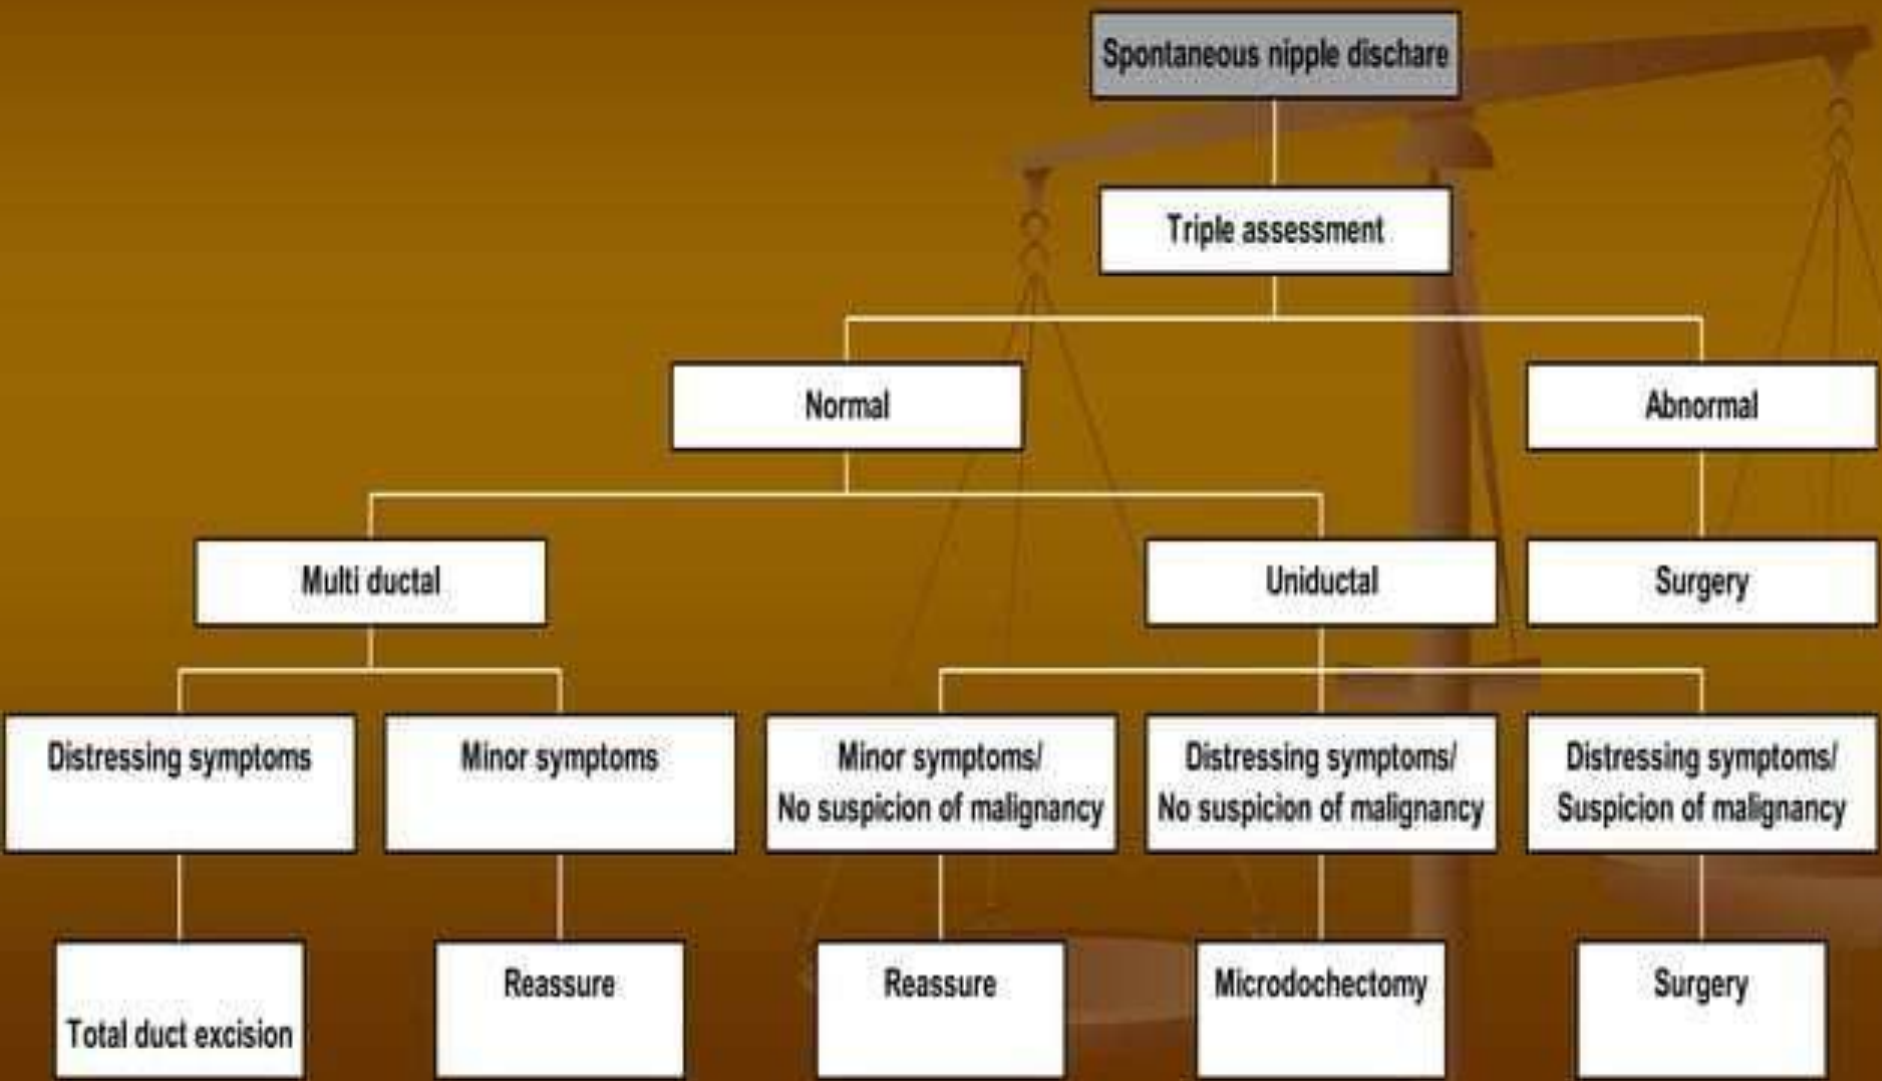 Spontaneous nipple dischare
Triple assessment
Normal
Abnormal
Multi ductal
Uniductal
Surgery
Distressing symptoms
Minor symptoms
Minor symptoms/
No suspicion of malignancy
Distressing symptoms/
No suspicion of malignancy
Distressing symptoms/
Suspicion of malignancy
Total duct excision
Reassure
Reassure
Microdochectomy
Surgery